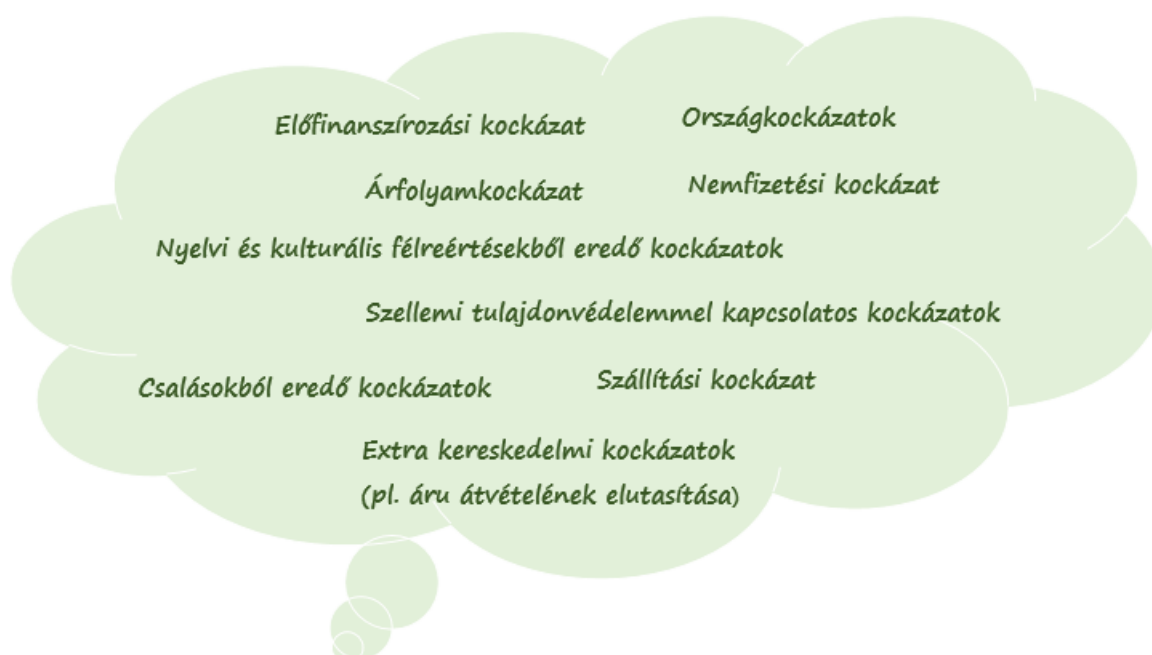 Előfinanszírozási kockázat
Országkockázatok
Árfolyamkockázat
Nemfizetési kockázat
Nyelvi és kulturális félreértésekből eredő kockázatok
Szellemi tulajdonvédelemmel kapcsolatos kockázatok
Csalásokból eredő kockázatok
Szállítási kockázat
Extra kereskedelmi kockázatok
(pl. áru átvételének elutasítása)